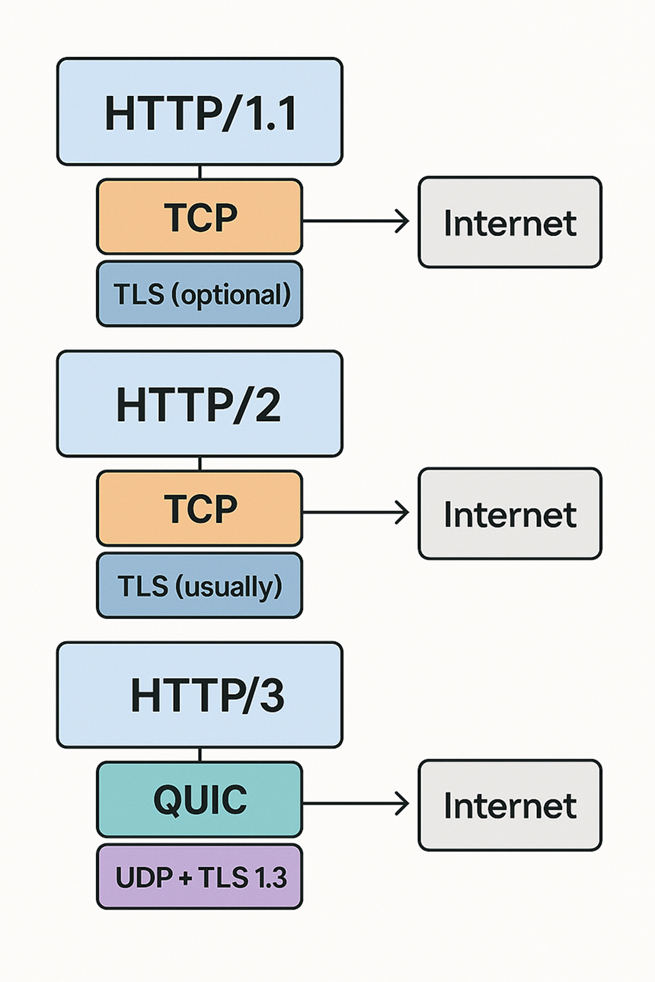 HTTP/1.1
TCP
Internet
TLS (optional)
HTTP/2
TCP
Internet
TLS (usually)
HTTP/3
QUIC
Internet
UDP + TLS 1.3